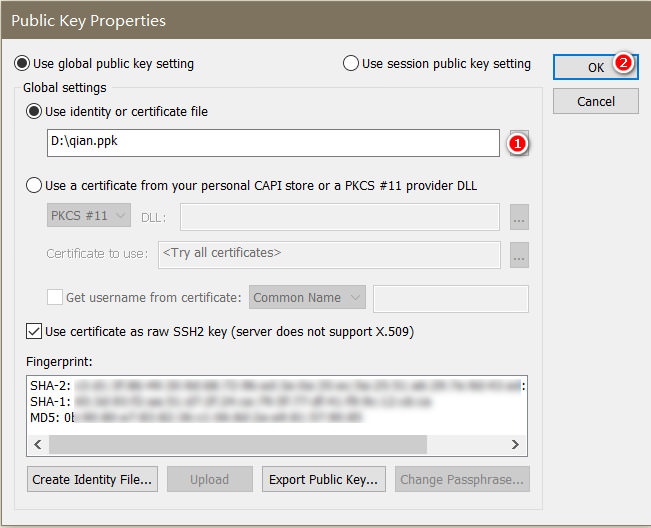 Public Key Properties
Use global public key setting
Use session public key setting
OK
2
Global settings
Cancel
Use identity or certificate file
D:\qian.ppk
1
Use a certificate from your personal CAPI store or a PKCS #11 provider DLL
PKCS #11
DLL:
...
Certificate to use:
<Try all certificates>
...
Get username from certificate:
Common Name
Use certificate as raw SSH2 key (server does not support X.509)
Fingerprint:
SHA-2:
SHA-1:
MD5:
Create Identity File...
Upload
Export Public Key...
Change Passphrase...